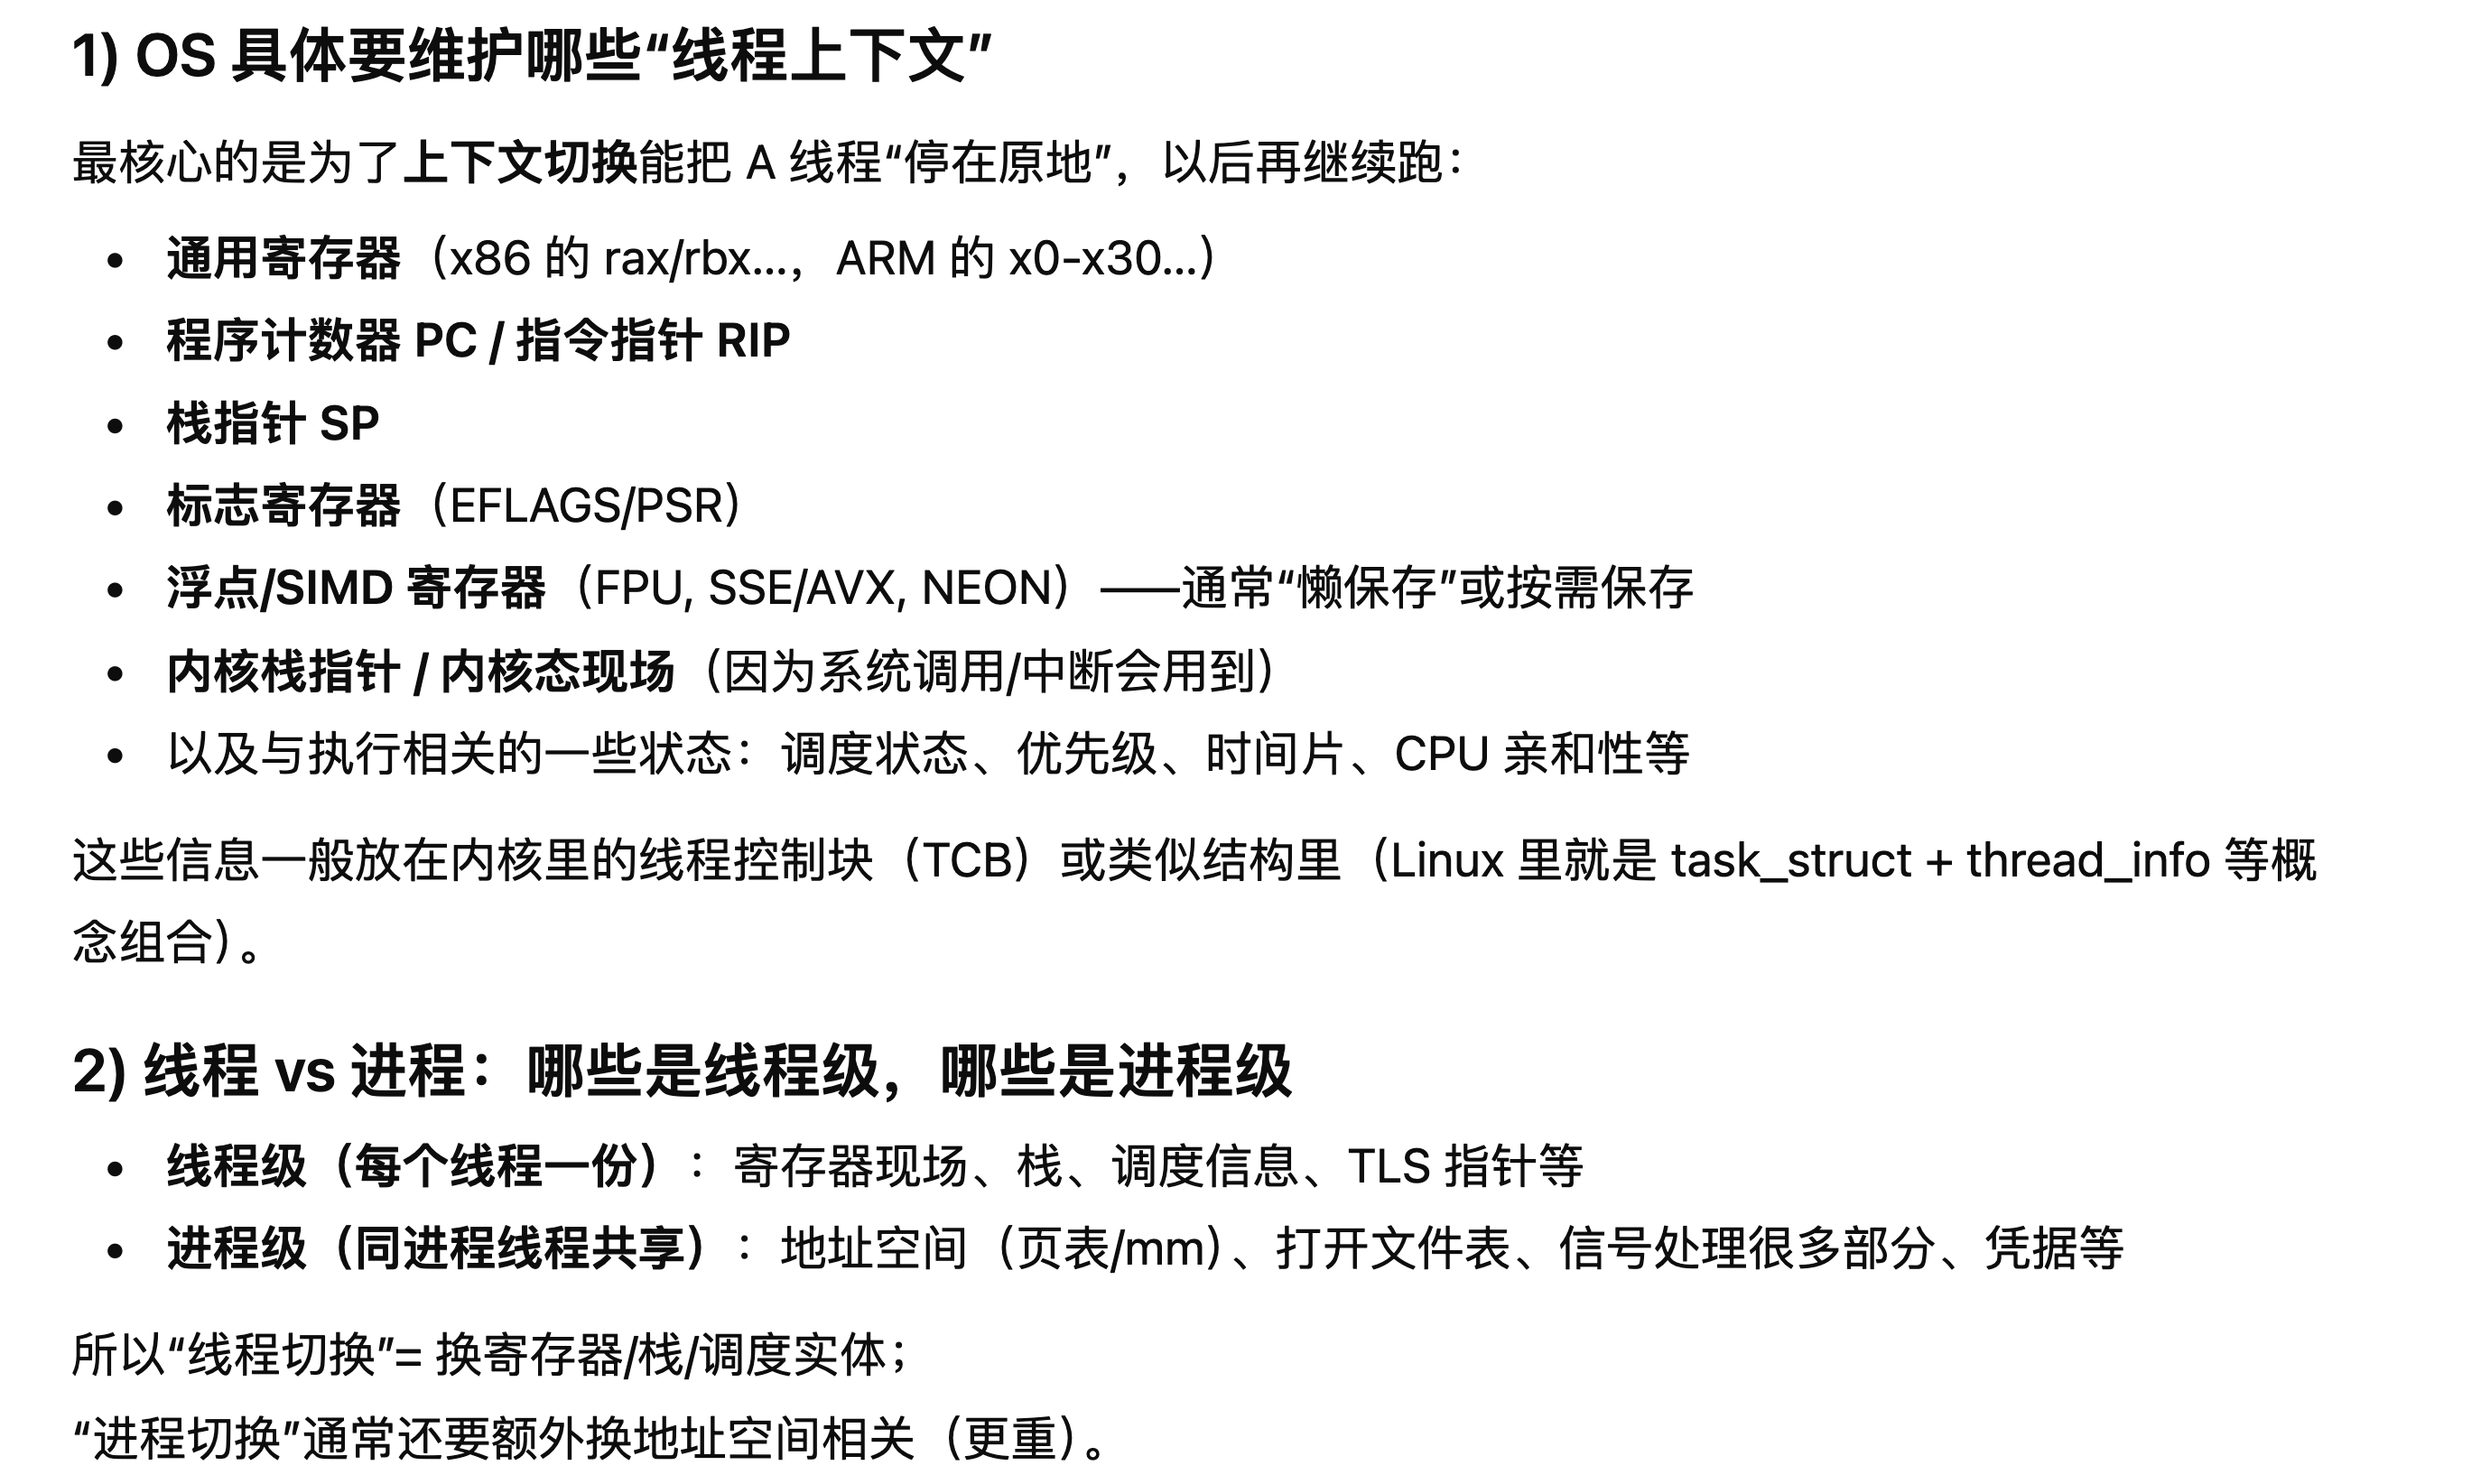 1) OS 具体要维护哪些“线程上下文”
最核心的是为了上下文切换能把 A 线程“停在原地”，以后再继续跑：
• 通用寄存器（x86 的 rax/rbx…，ARM 的 x0-x30…）
• 程序计数器 PC / 指令指针 RIP
• 栈指针 SP
• 标志寄存器（EFLAGS/PSR）
• 浮点/SIMD 寄存器（FPU, SSE/AVX, NEON）——通常“懒保存”或按需保存
• 内核栈指针 / 内核态现场（因为系统调用/中断会用到）
• 以及与执行相关的一些状态：调度状态、优先级、时间片、CPU 亲和性等
这些信息一般放在内核里的线程控制块（TCB）或类似结构里（Linux 里就是 task_struct + thread_info 等概
念组合）。
2) 线程 vs 进程：哪些是线程级，哪些是进程级
• 线程级（每个线程一份）：寄存器现场、栈、调度信息、TLS 指针等
• 进程级（同进程线程共享）：地址空间（页表/mm）、打开文件表、信号处理很多部分、凭据等
所以“线程切换”= 换寄存器/栈/调度实体；
“进程切换”通常还要额外换地址空间相关（更重）。